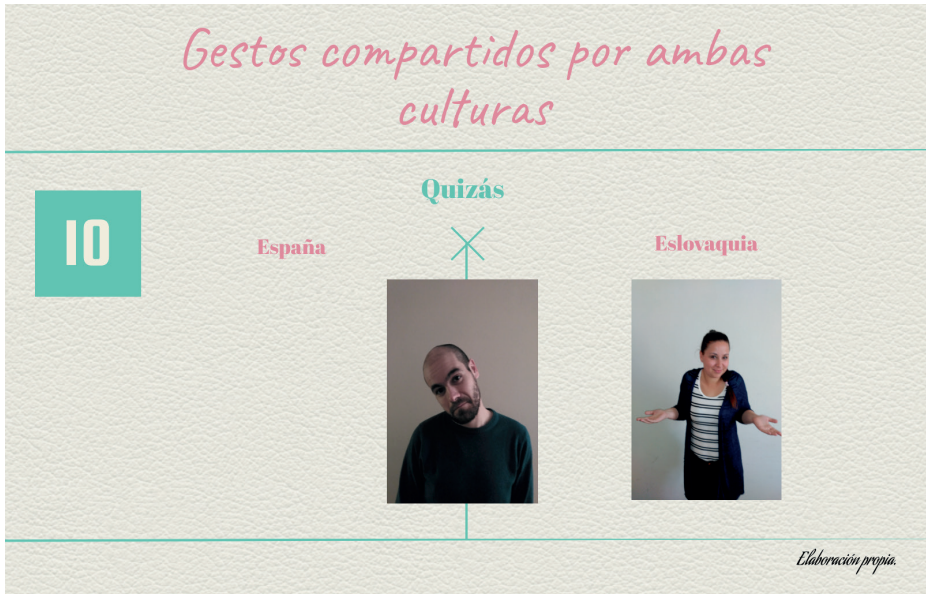 Gestos compartidos por ambas
culturas
Quizás
10
España
Eslovaquia
Elaboración propia.